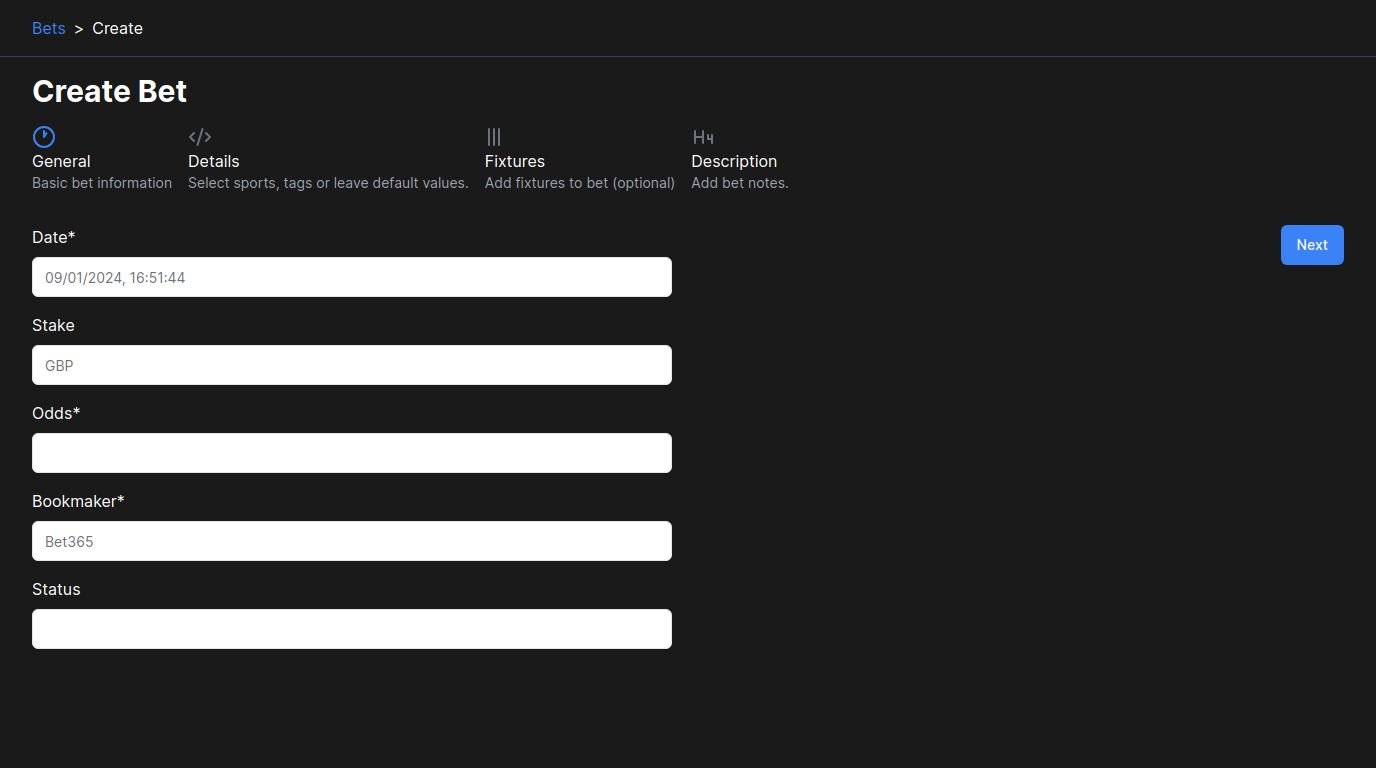 Bets > Create
Create Bet
General
Basic bet information
Details
Select sports, tags or leave default values.
Fixtures
Add fixtures to bet (optional)
H4
Description
Add bet notes.
Date*
09/01/2024, 16:51:44
Next
Stake
GBP
Odds*
Bookmaker*
Bet365
Status